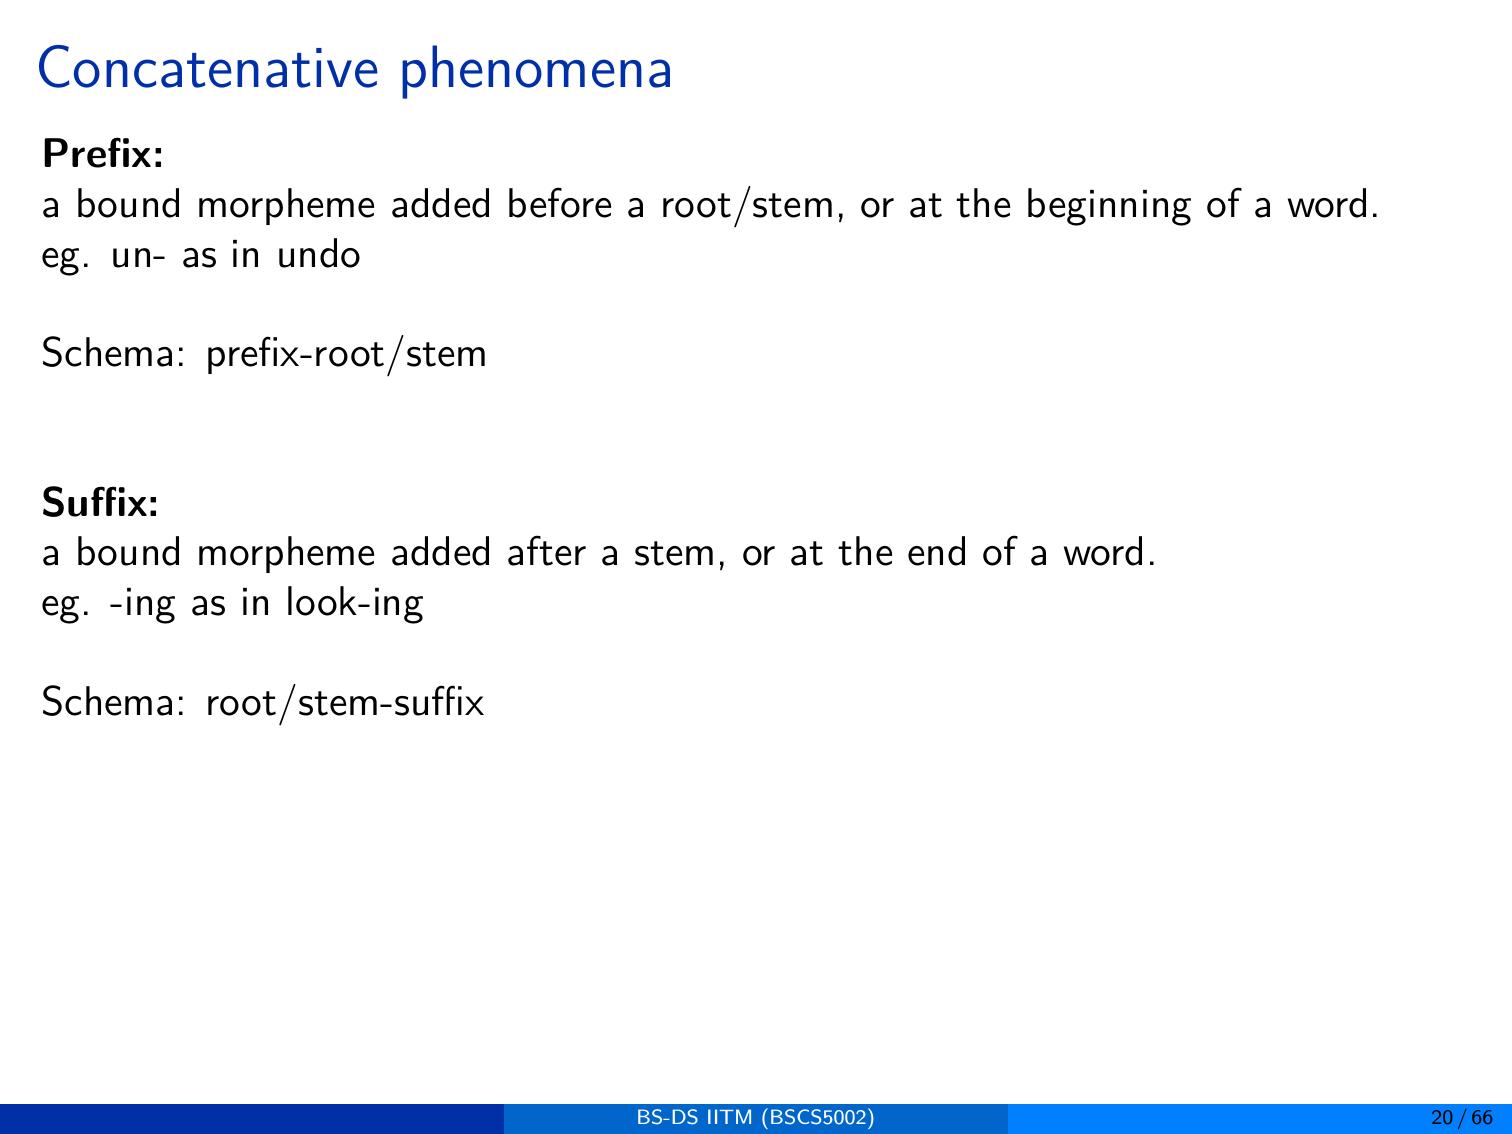 Concatenative phenomena
Prefix:
a bound morpheme added before a root/stem, or at the beginning of a word.
eg. un- as in undo
Schema: prefix-root/stem
Suffix:
a bound morpheme added after a stem, or at the end of a word.
eg. -ing as in look-ing
Schema: root/stem-suffix
BS-DS IITM (BSCS5002)
20 / 66